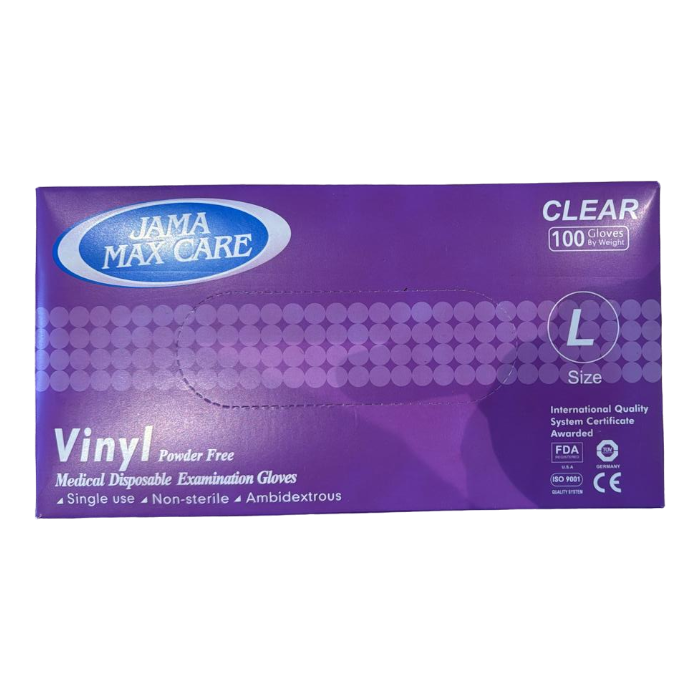 JAMA
MAX CARE
CLEAR
100 Gloves
By Weight
L
Size
Vinyl Powder Free
Medical Disposable Examination Gloves
Single use Non-sterile Ambidextrous
International Quality
System Certificate
Awarded
FDA
U.S.A
TÜV
GERMANY
ISO 9001
QUALITY SYSTEM
CE